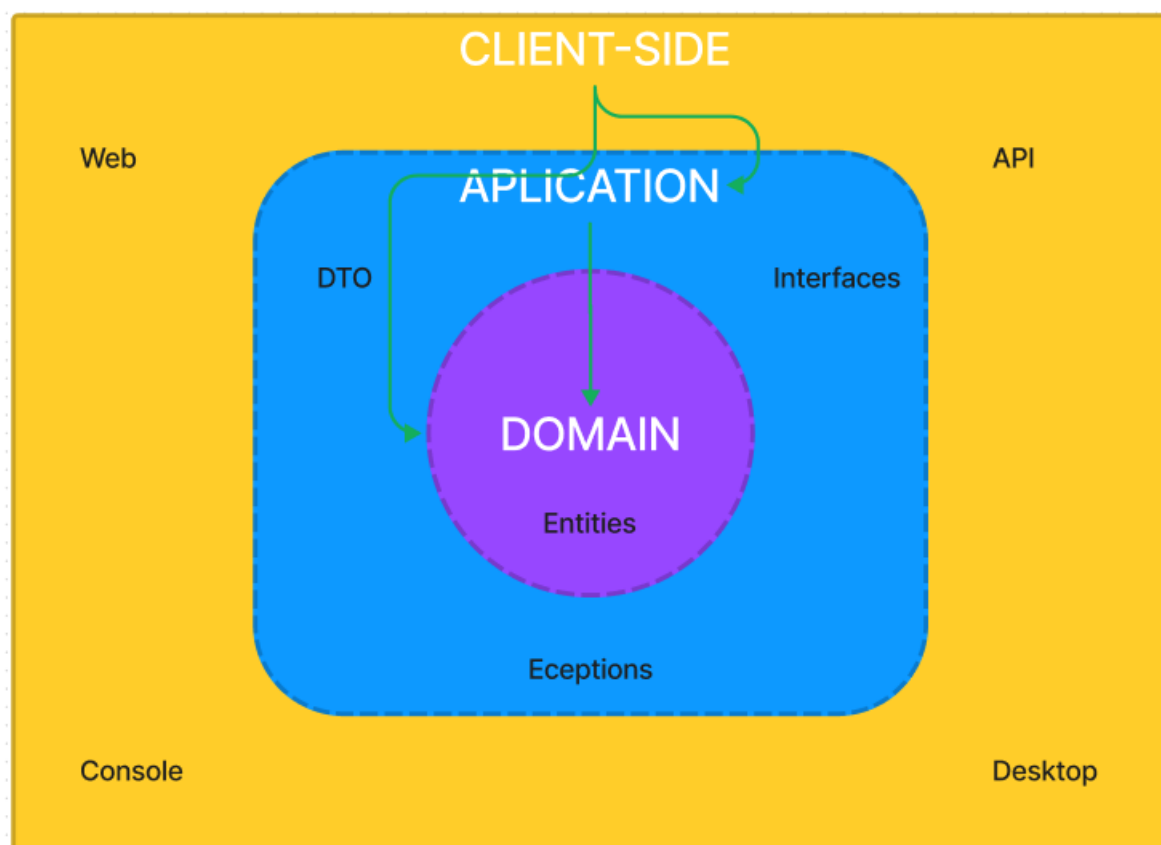 CLIENT-SIDE
Web
API
APLICATION
DTO
Interfaces
DOMAIN
Entities
Eceptions
Console
Desktop